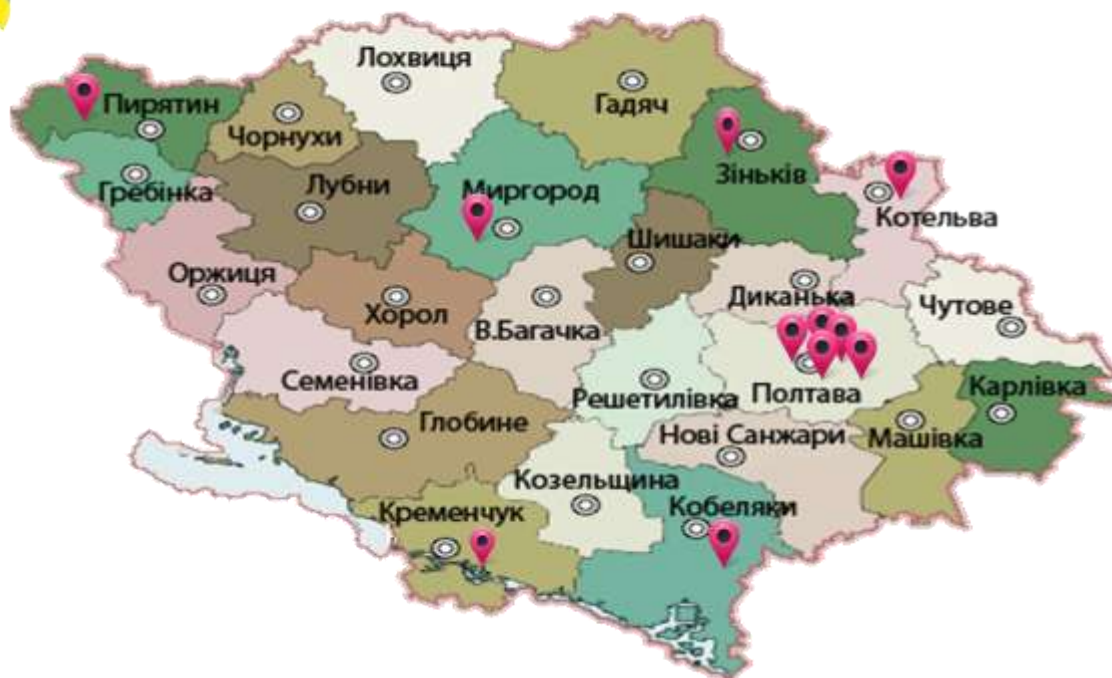 Лохвиця
Гадяч
Пирятин
Чорнухи
Зіньків
Гребінка
Лубни
Миргород
Котельва
Шишаки
Оржиця
Диканька
Чутове
Хорол
В.Багачка
Семенівка
Решетилівка
Полтава
Карлівка
Глобине
Нові Санжари
Машівка
Козельщина
Кременчук
Кобеляки